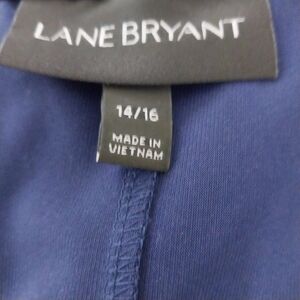 LANE BRYANT
14/16
MADE IN
VIETNAM